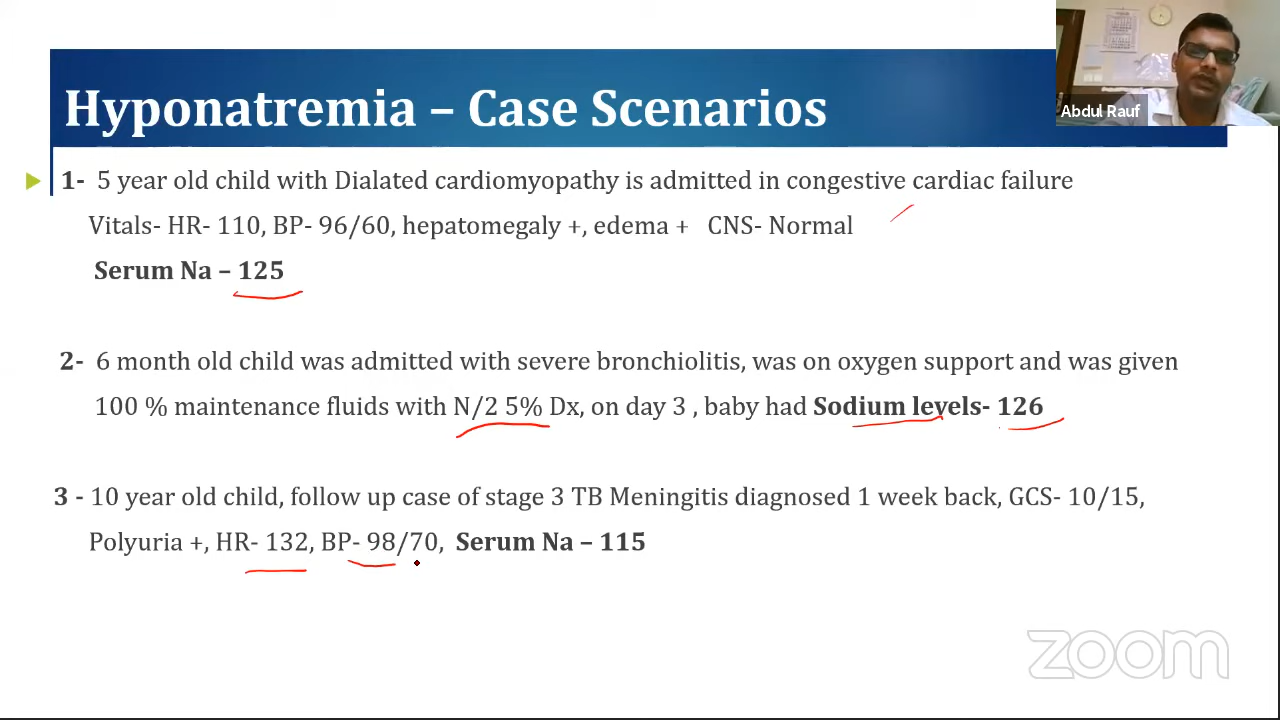 Hyponatremia – Case Scenarios
Abdul Rauf
1- 5 year old child with Dialated cardiomyopathy is admitted in congestive cardiac failure
Vitals- HR- 110, BP- 96/60, hepatomegaly +, edema + CNS- Normal
Serum Na – 125
2- 6 month old child was admitted with severe bronchiolitis, was on oxygen support and was given
100 % maintenance fluids with N/2 5% Dx, on day 3 , baby had Sodium levels- 126
3 - 10 year old child, follow up case of stage 3 TB Meningitis diagnosed 1 week back, GCS- 10/15,
Polyuria +, HR- 132, BP- 98/70, Serum Na – 115
zoom